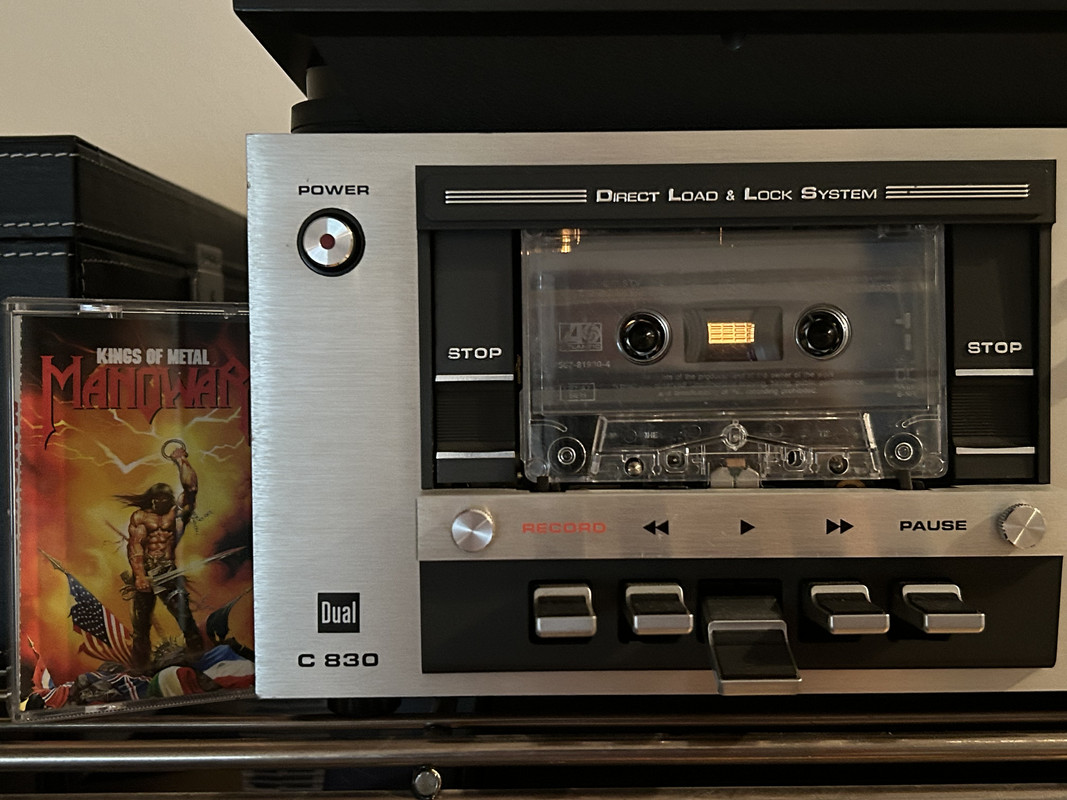 POWER
DIRECT LOAD & LOCK SYSTEM
STOP
STOP
KINGS OF METAL
MANOWAR
RECORD
PAUSE
Dual
C 830